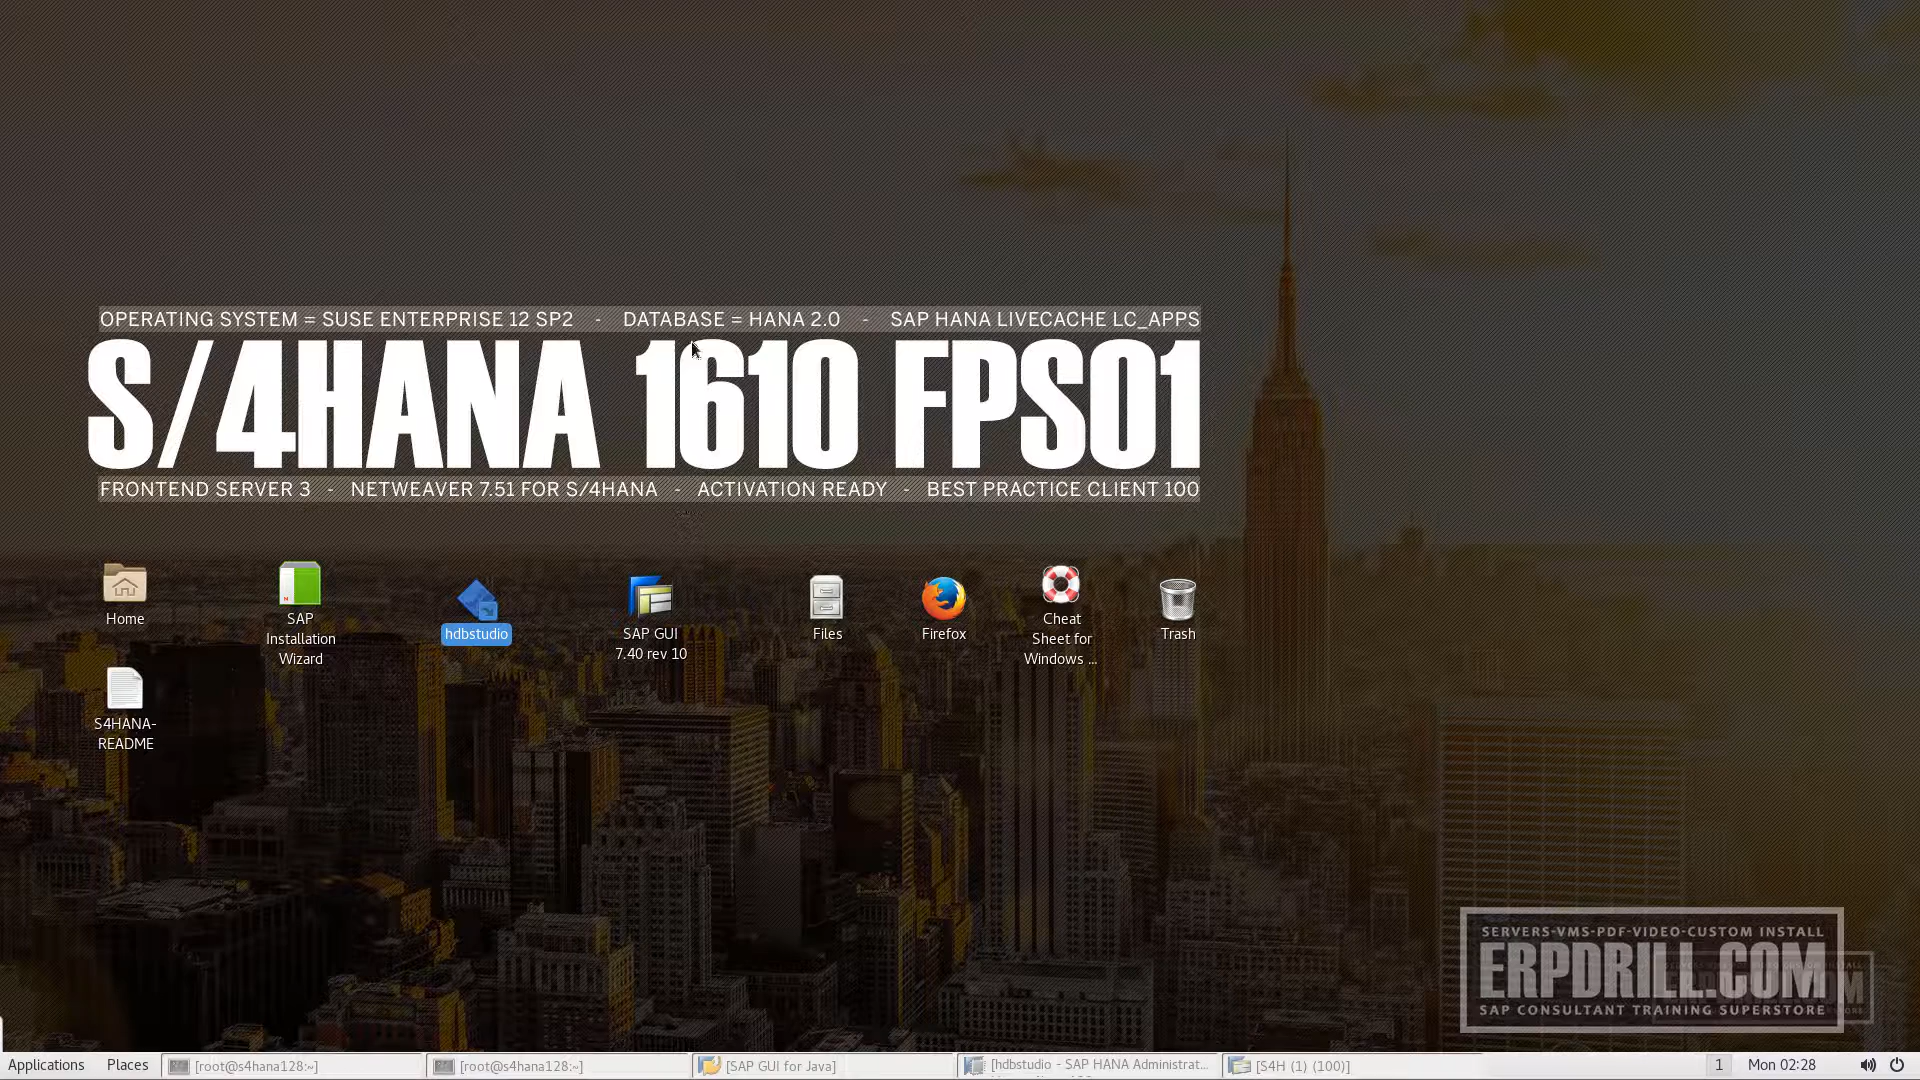 OPERATING SYSTEM = SUSE ENTERPRISE 12 SP2 - DATABASE = HANA 2.0 - SAP HANA LIVECACHE LC_APPS
S/4HANA 1610 FPS01
FRONTEND SERVER 3 - NETWEAVER 7.51 FOR S/4HANA - ACTIVATION READY - BEST PRACTICE CLIENT 100
Home
SAP
Installation
Wizard
hdbstudio
SAP GUI
7.40 rev 10
Files
Firefox
Cheat
Sheet for
Windows ...
Trash
S4HANA-
README
SERVERS-VMS-PDF-VIDEO-CUSTOM INSTALL
ERPDRILL.COM
SAP CONSULTANT TRAINING SUPERSTORE
Applications
Places
[root@s4hana128:~]
[root@s4hana128:~]
[SAP GUI for Java]
[hdbstudio - SAP HANA Administrat...
[S4H (1) (100)]
1
Mon 02:28